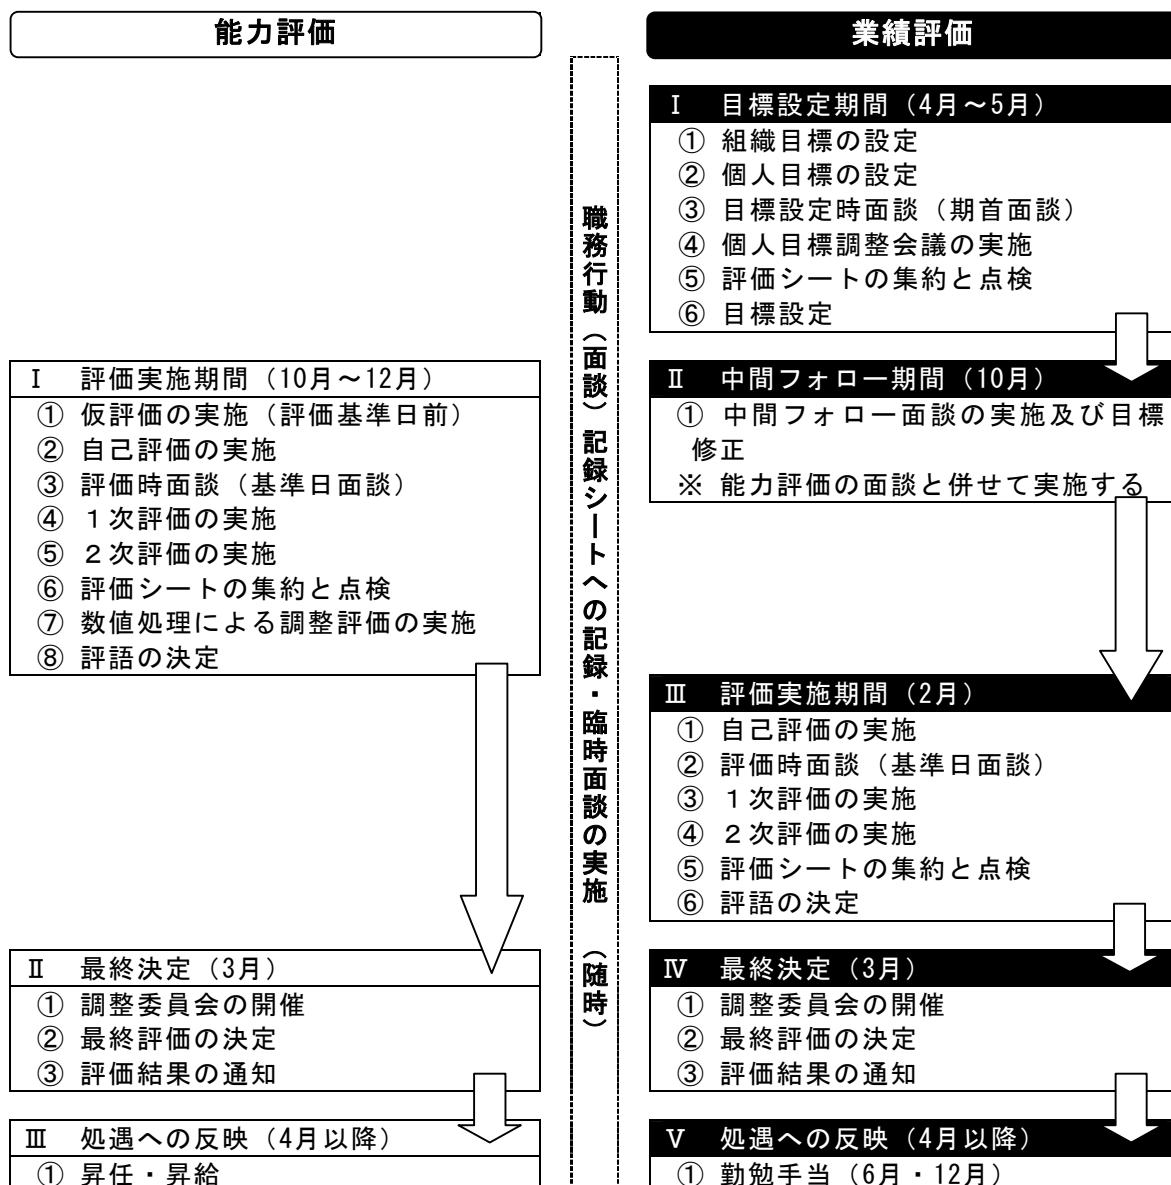 能力評価
Ⅰ　評価実施期間（10月～12月）
① 仮評価の実施（評価基準日前）
② 自己評価の実施
③ 評価時面談（基準日面談）
④ １次評価の実施
⑤ ２次評価の実施
⑥ 評価シートの集約と点検
⑦ 数値処理による調整評価の実施
⑧ 評語の決定
Ⅱ　最終決定（3月）
① 調整委員会の開催
② 最終評価の決定
③ 評価結果の通知
Ⅲ　処遇への反映（4月以降）
① 昇任・昇給
職務行動（面談）記録シートへの記録・臨時面談の実施　（随時）
業績評価
Ⅰ　目標設定期間（4月～5月）
① 組織目標の設定
② 個人目標の設定
③ 目標設定時面談（期首面談）
④ 個人目標調整会議の実施
⑤ 評価シートの集約と点検
⑥ 目標設定
Ⅱ　中間フォロー期間（10月）
① 中間フォロー面談の実施及び目標
修正
※ 能力評価の面談と併せて実施する
Ⅲ　評価実施期間（2月）
① 自己評価の実施
② 評価時面談（基準日面談）
③ １次評価の実施
④ ２次評価の実施
⑤ 評価シートの集約と点検
⑥ 評語の決定
Ⅳ　最終決定（3月）
① 調整委員会の開催
② 最終評価の決定
③ 評価結果の通知
Ⅴ　処遇への反映（4月以降）
① 勤勉手当（6月・12月）